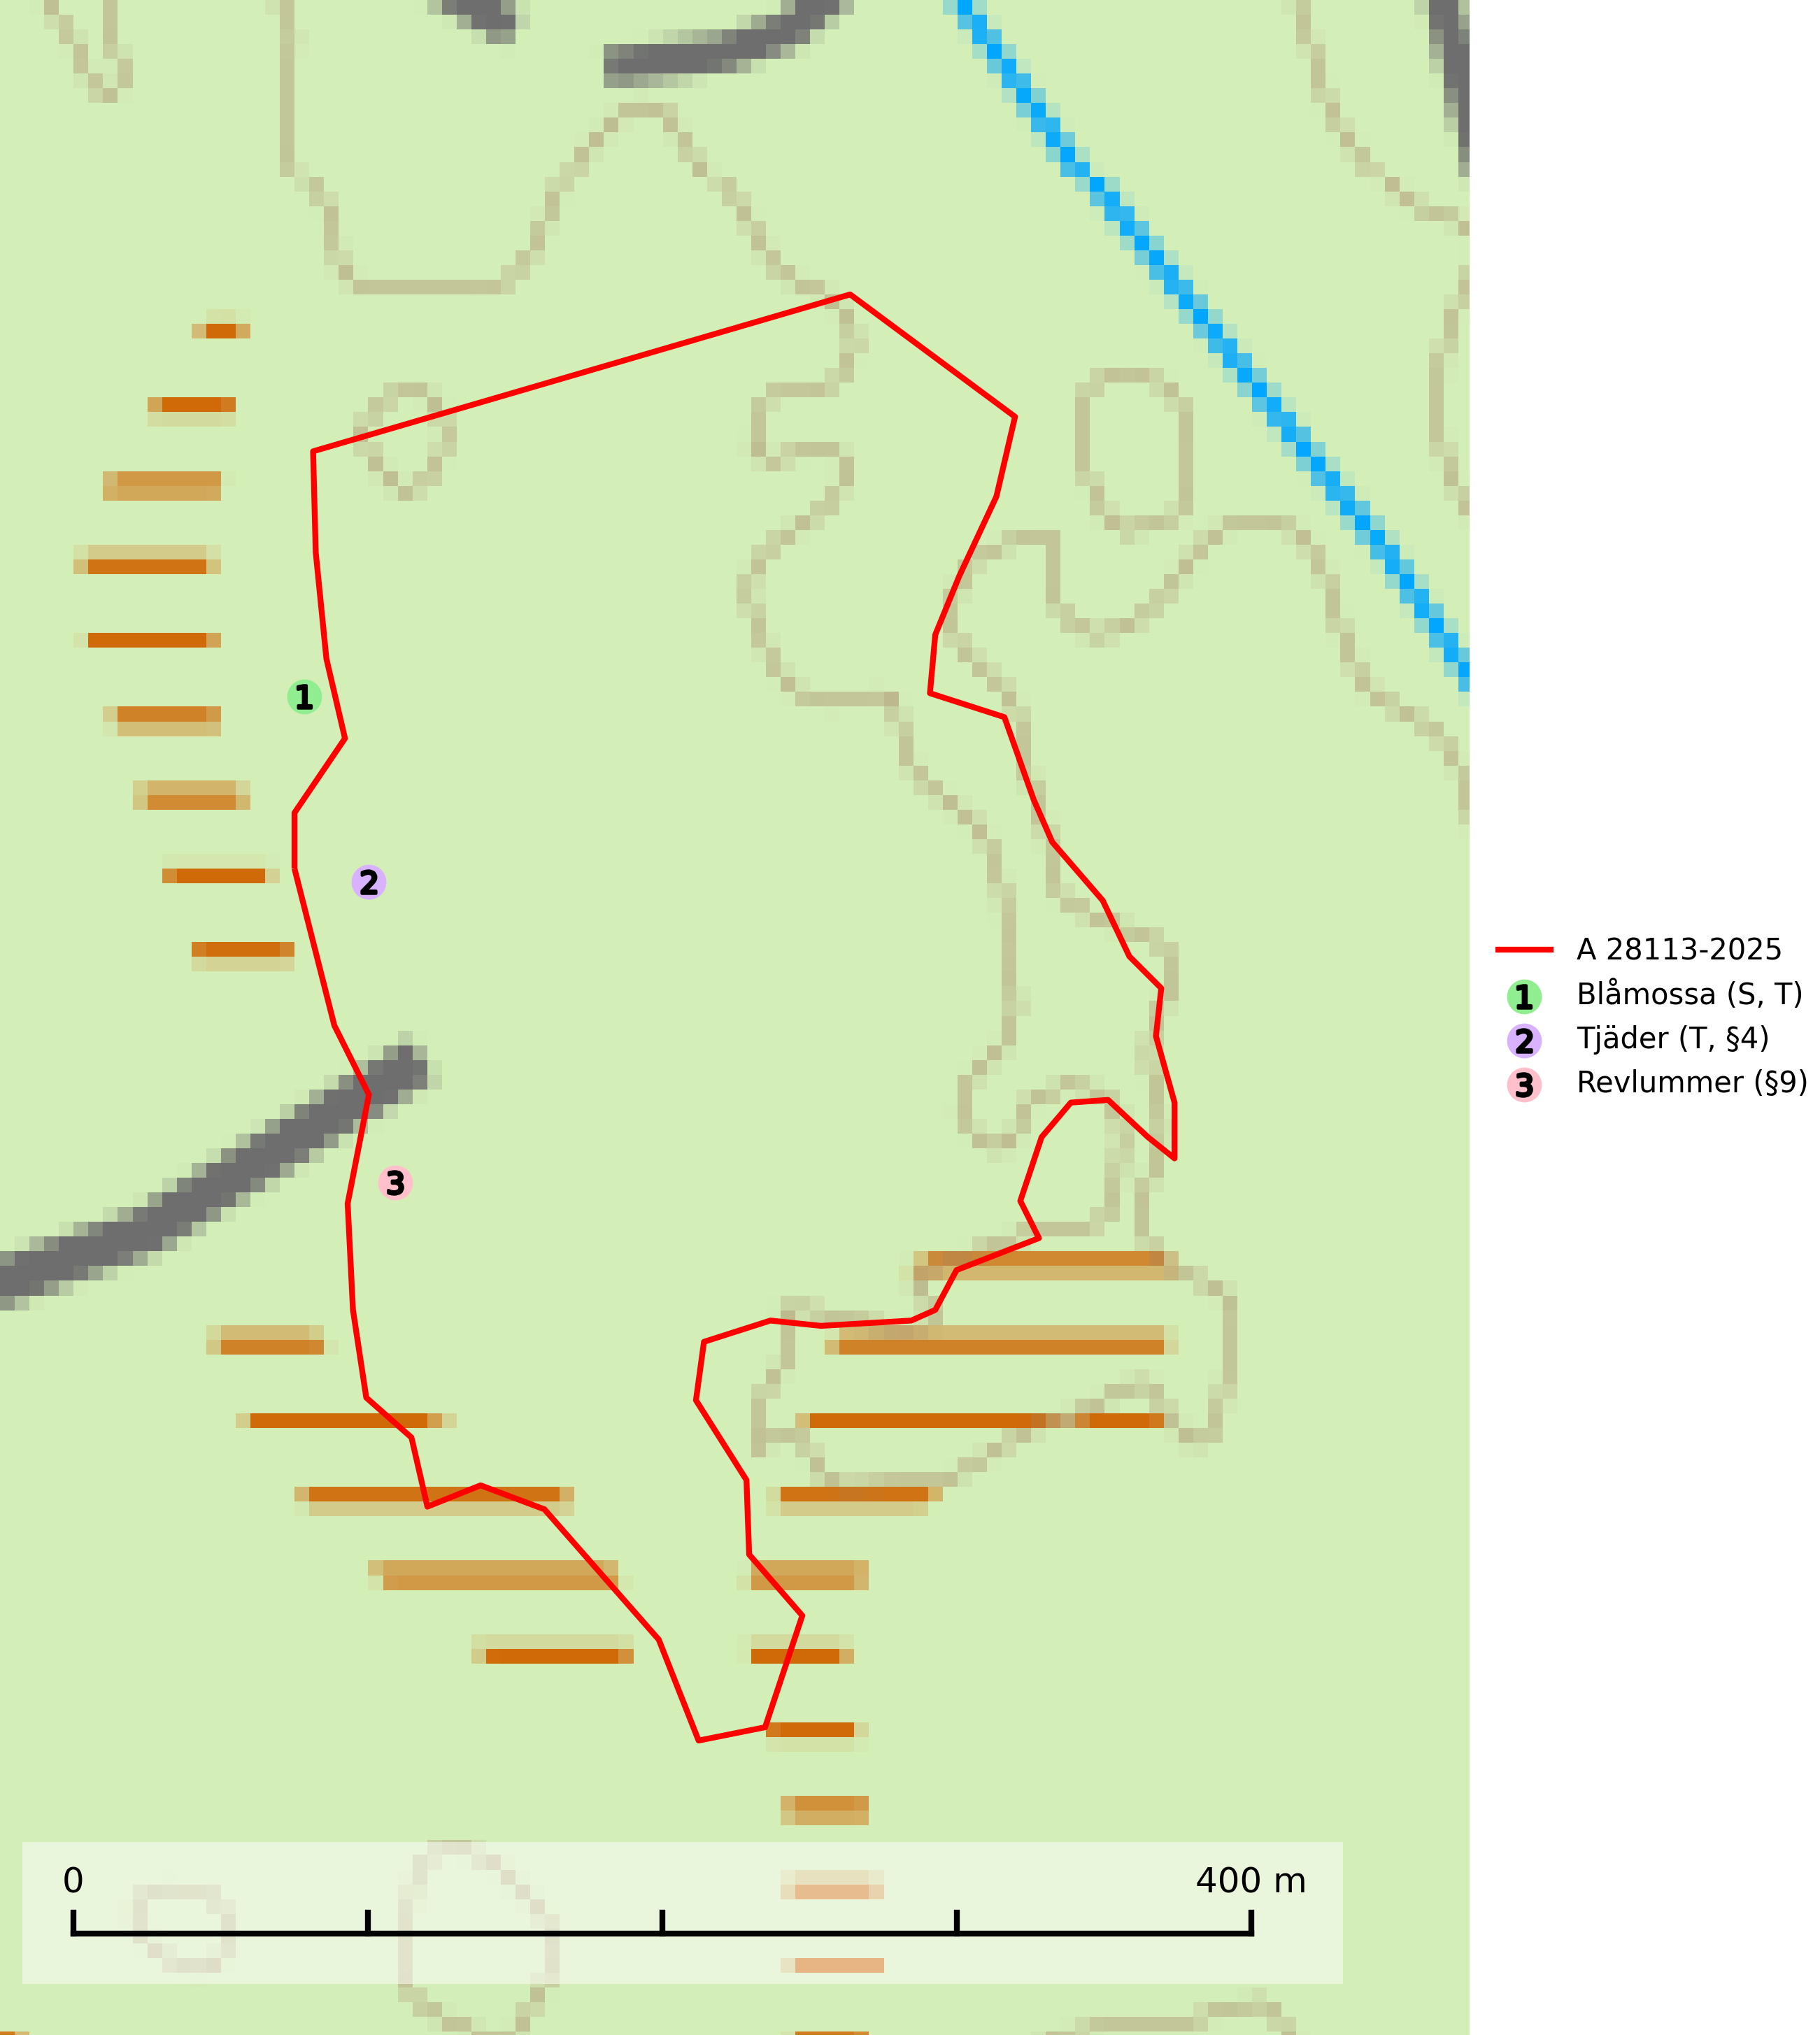 1
2
3
A 28113-2025
1 Blåmossa (S, T)
2 Tjäder (T, §4)
3 Revlummer (§9)
0 400 m